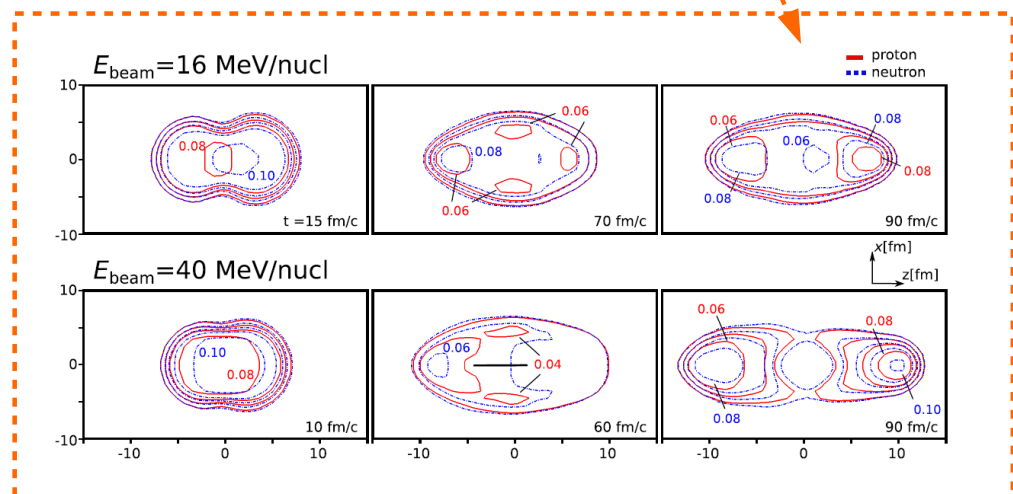 E_beam=16 MeV/nucl
proton
neutron
10
0
-10
0.08
0.10
t =15 fm/c
0.06
0.08
0.06
70 fm/c
0.06
0.08
0.06
0.08
0.08
90 fm/c
E_beam=40 MeV/nucl
x[fm]
z[fm]
10
0
-10
0.10
0.08
10 fm/c
0.06
0.04
60 fm/c
0.06
0.08
0.08
0.10
90 fm/c
-10 0 10 -10 0 10 -10 0 10